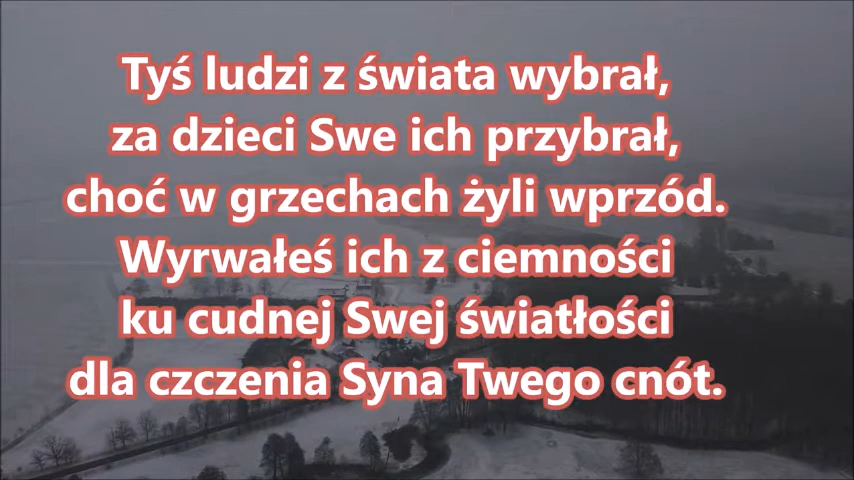 Tyś ludzi z świata wybrał,
za dzieci Swe ich przybrał,
choć w grzechach żyli wprzód.
Wyrwałeś ich z ciemności
ku cudnej Swej światłości
dla czczenia Syna Twego cnót.